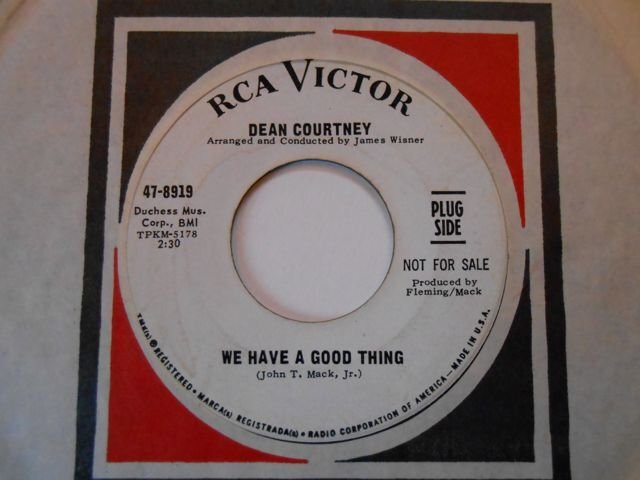 RCA VICTOR
DEAN COURTNEY
Arranged and Conducted by James Wisner
47-8919
Duchess Mus.
Corp., BMI
TPKM-5178
2:30
PLUG
SIDE
NOT FOR SALE
Produced by
Fleming/Mack
WE HAVE A GOOD THING
(John T. Mack, Jr.)
TMK(s) ® REGISTERED • MARCA(s) REGISTRADA(s) • RADIO CORPORATION OF AMERICA—MADE IN U.S.A.